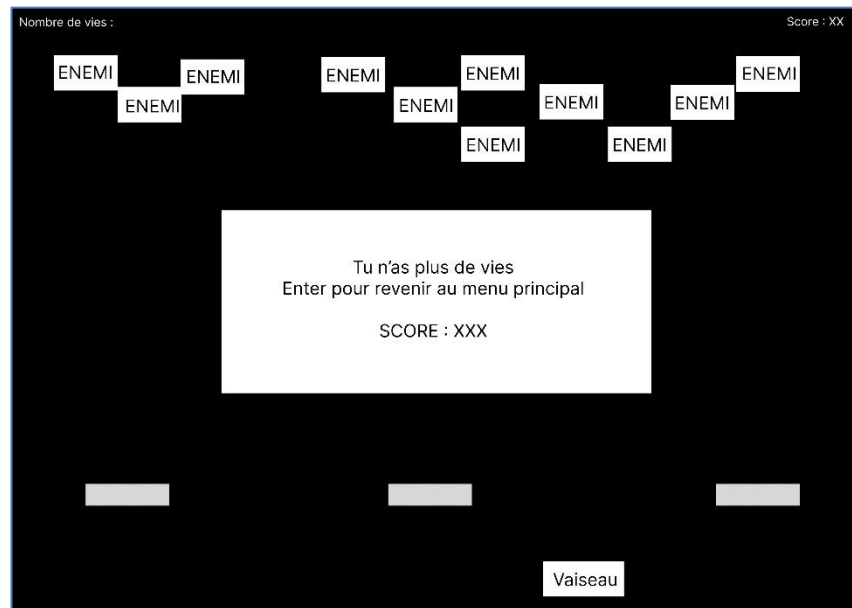 Nombre de vies :
Score : XX
ENEMI
ENEMI
ENEMI
ENEMI
ENEMI
ENEMI
ENEMI
ENEMI
ENEMI
ENEMI
ENEMI
Tu n'as plus de vies
Enter pour revenir au menu principal
SCORE : XXX
Vaiseau